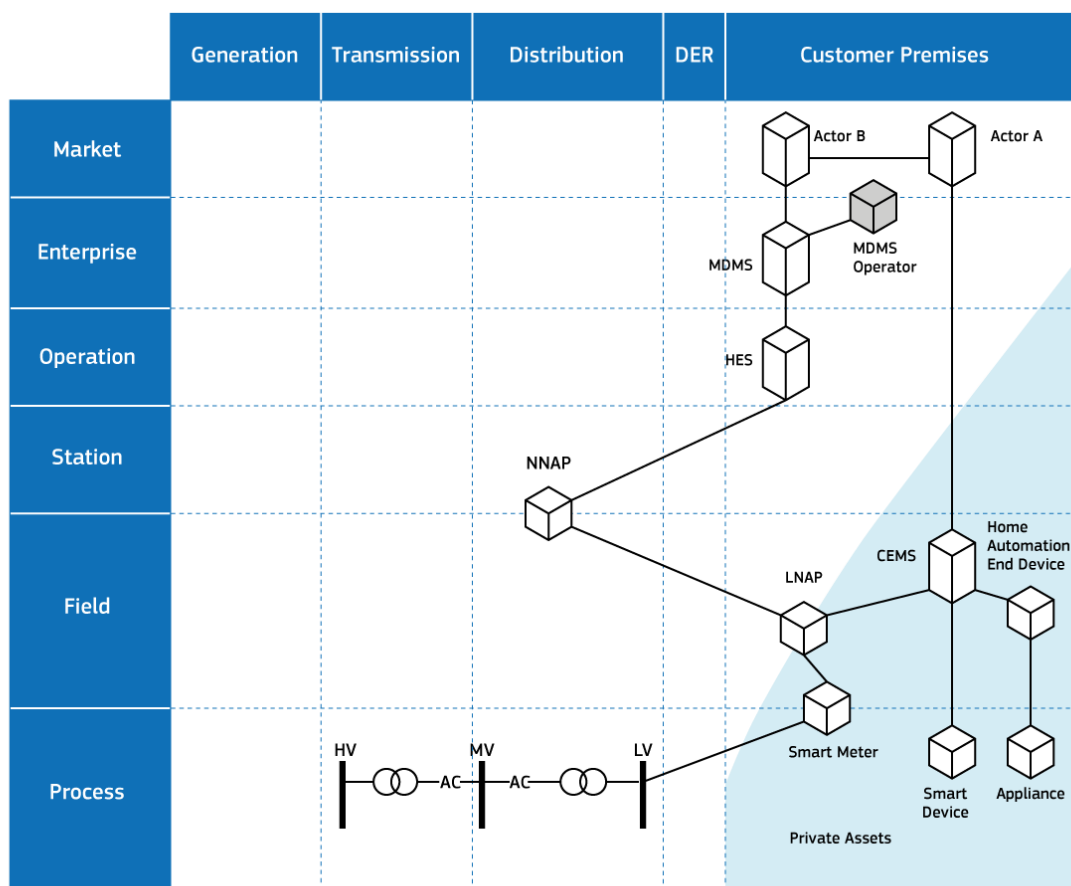 Generation
Transmission
Distribution
DER
Customer Premises
Market
Actor B
Actor A
Enterprise
MDMS
MDMS
Operator
Operation
HES
Station
NNAP
Field
LNAP
CEMS
Home
Automation
End Device
Process
HV
AC
MV
AC
LV
Smart Meter
Smart
Device
Appliance
Private Assets